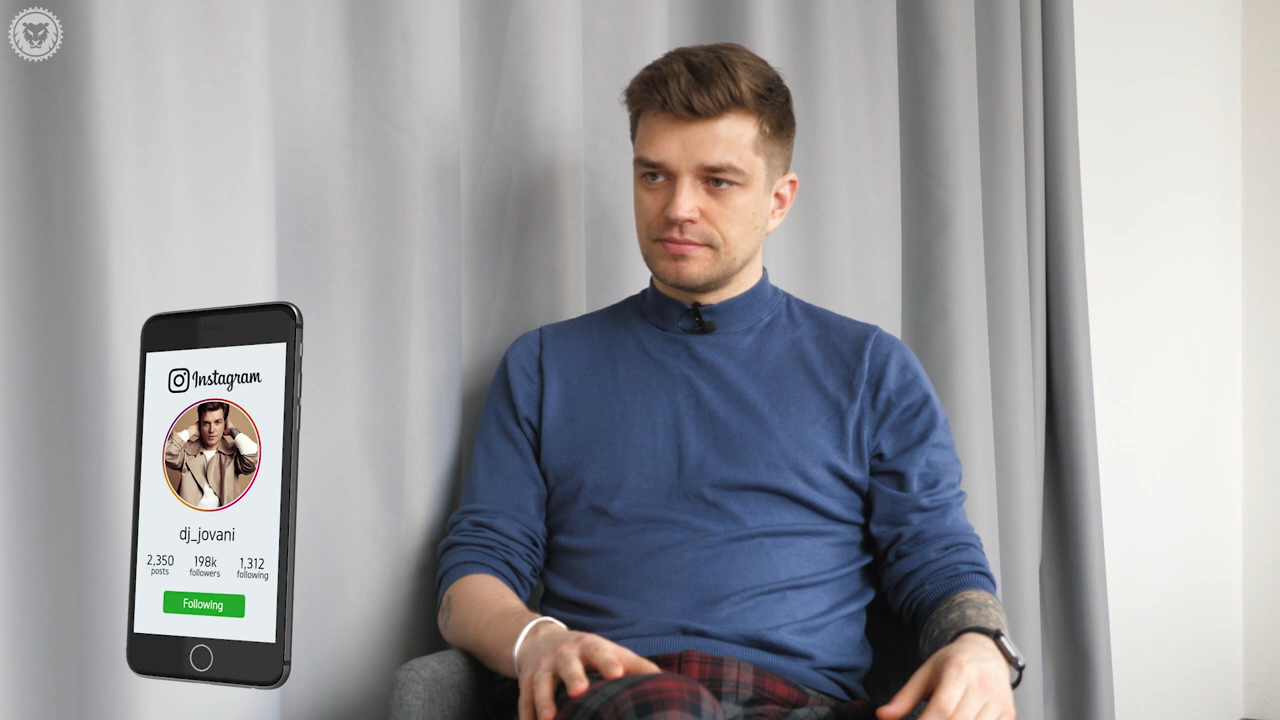 Instagram
dj_jovani
2,350 198k 1,312
posts followers following
Following